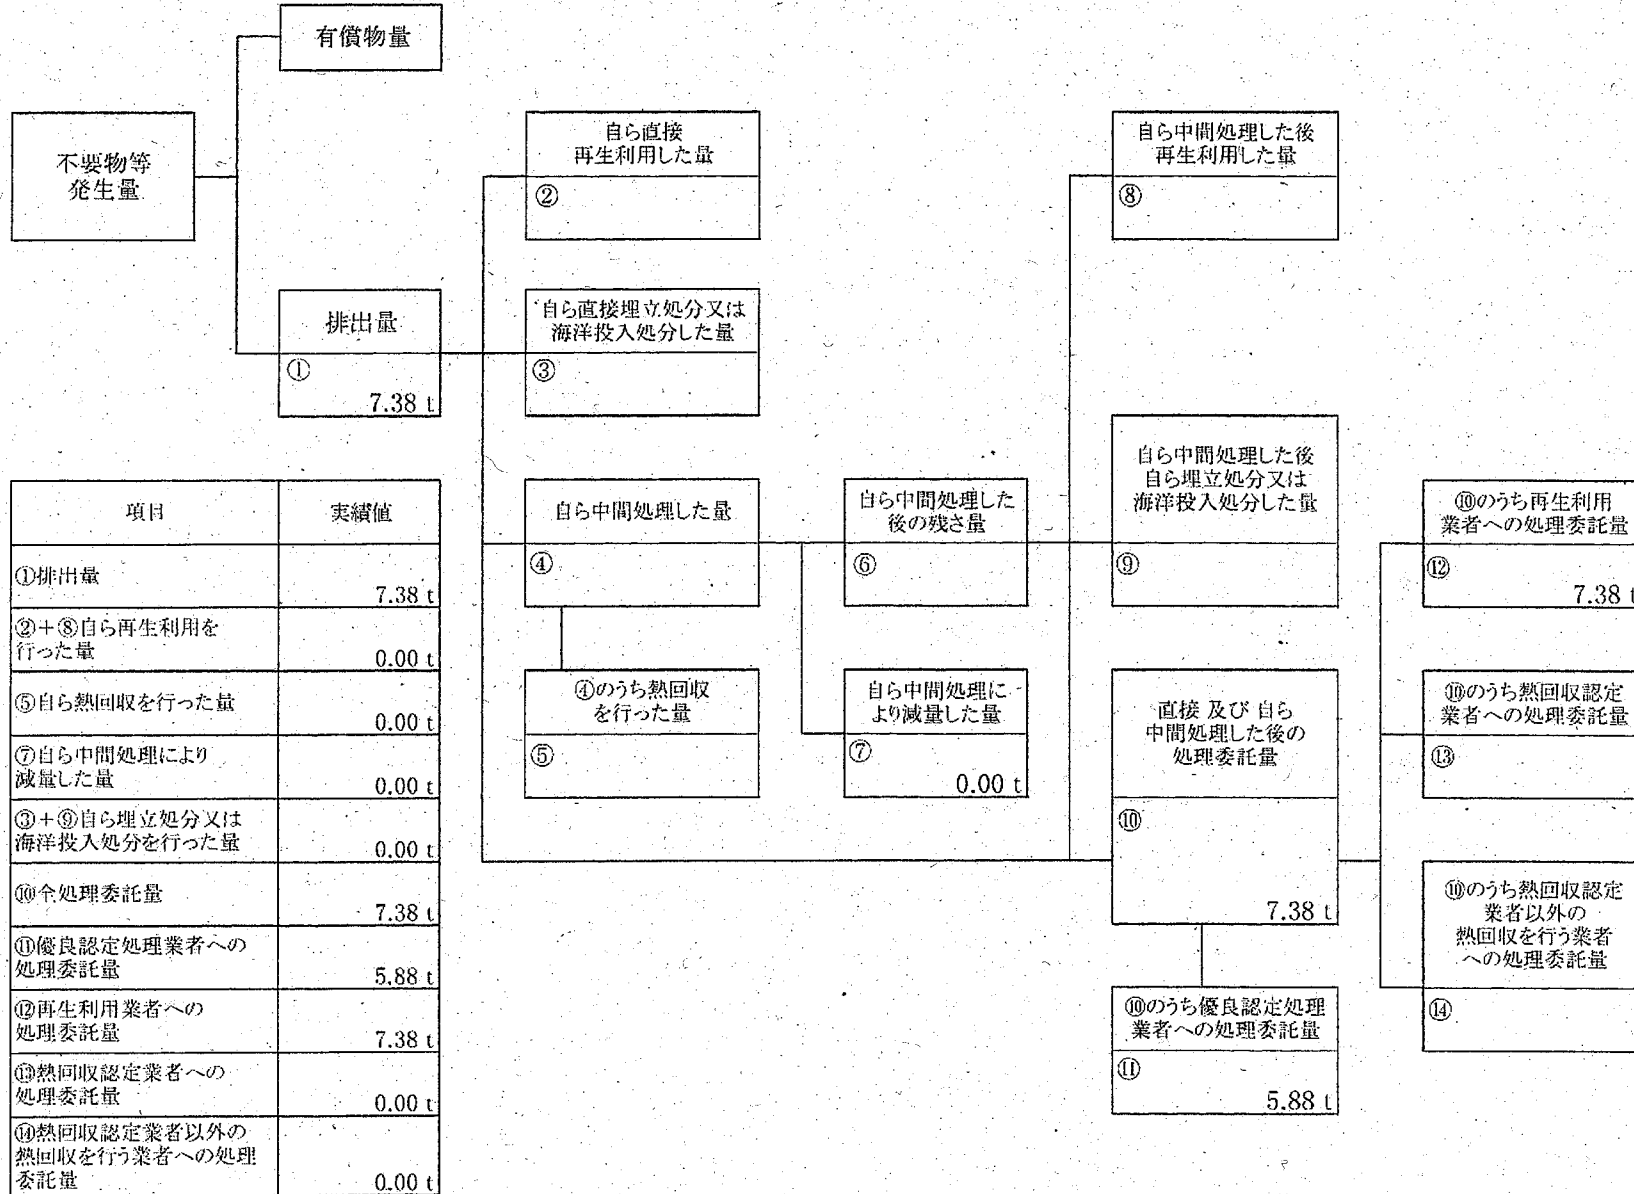 有償物量
不要物等
発生量
自ら直接
再生利用した量
②
自ら中間処理した後
再生利用した量
⑧
排出量
①
7.38 t
自ら直接埋立処分又は
海洋投入処分した量
③
項目
実績値
①排出量
7.38 t
②+⑧自ら再生利用を
行った量
0.00 t
⑤自ら熱回収を行った量
0.00 t
⑦自ら中間処理により
減量した量
0.00 t
③+⑨自ら埋立処分又は
海洋投入処分を行った量
0.00 t
⑩全処理委託量
7.38 t
⑪優良認定処理業者への
処理委託量
5.88 t
⑫再生利用業者への
処理委託量
7.38 t
⑬熱回収認定業者への
処理委託量
0.00 t
⑭熱回収認定業者以外の
熱回収を行う業者への処理
委託量
0.00 t
自ら中間処理した量
④
④のうち熱回収
を行った量
⑤
自ら中間処理した
後の残さ量
⑥
自ら中間処理に
より減量した量
⑦
0.00 t
自ら中間処理した後
自ら埋立処分又は
海洋投入処分した量
⑨
直接 及び 自ら
中間処理した後の
処理委託量
⑩
7.38 t
⑩のうち優良認定処理
業者への処理委託量
⑪
5.88 t
⑩のうち再生利用
業者への処理委託量
⑫
7.38 t
⑩のうち熱回収認定
業者への処理委託量
⑬
⑩のうち熱回収認定
業者以外の
熱回収を行う業者
への処理委託量
⑭